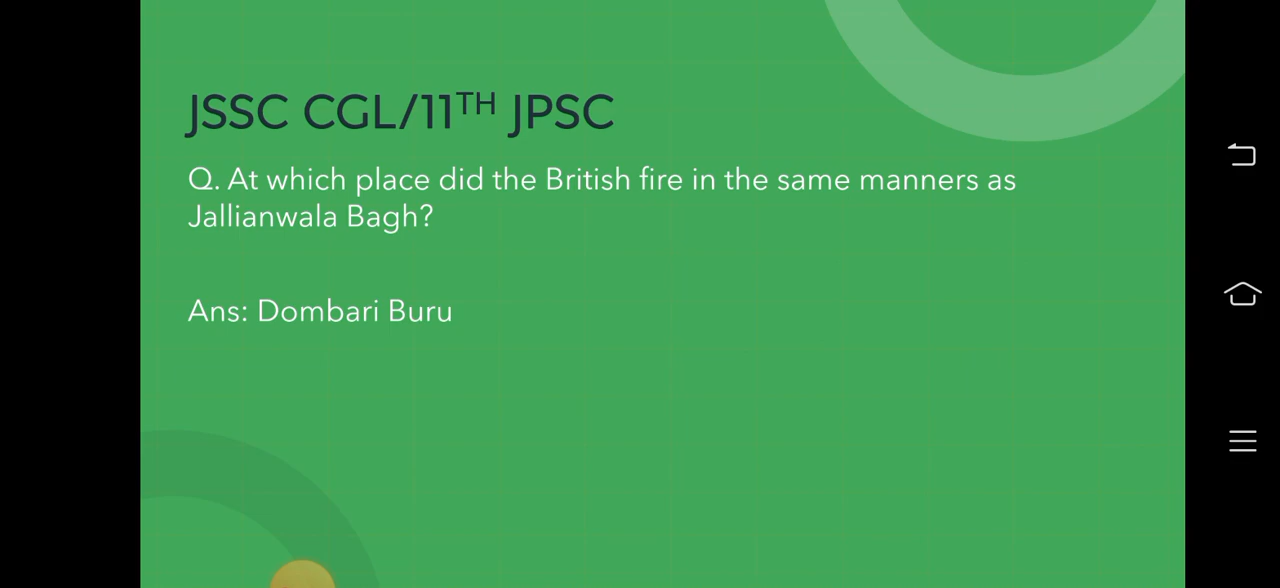 JSSC CGL/11TH JPSC
Q. At which place did the British fire in the same manners as
Jallianwala Bagh?
Ans: Dombari Buru